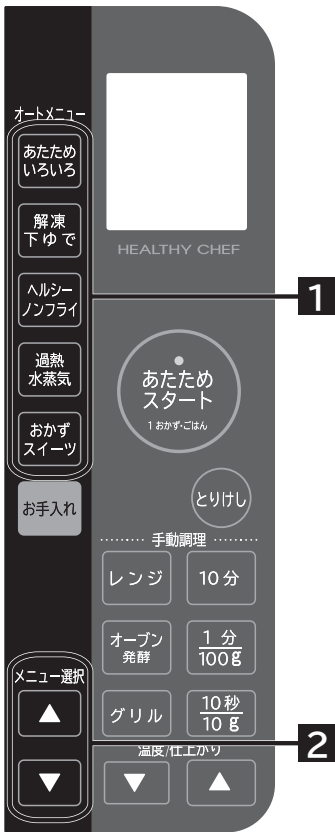 オートメニュー
あたため
いろいろ
解凍
下ゆで
ヘルシー
ノンフライ
過熱
水蒸気
おかず
スイーツ
お手入れ
メニュー選択
▲
▼
HEALTHY CHEF
あたため
スタート
1 おかず・ごはん
とりけし
手動調理
レンジ
10分
オーブン
発酵
1分
100g
グリル
10秒
10g
温度/仕上がり
▼
▲
1
2